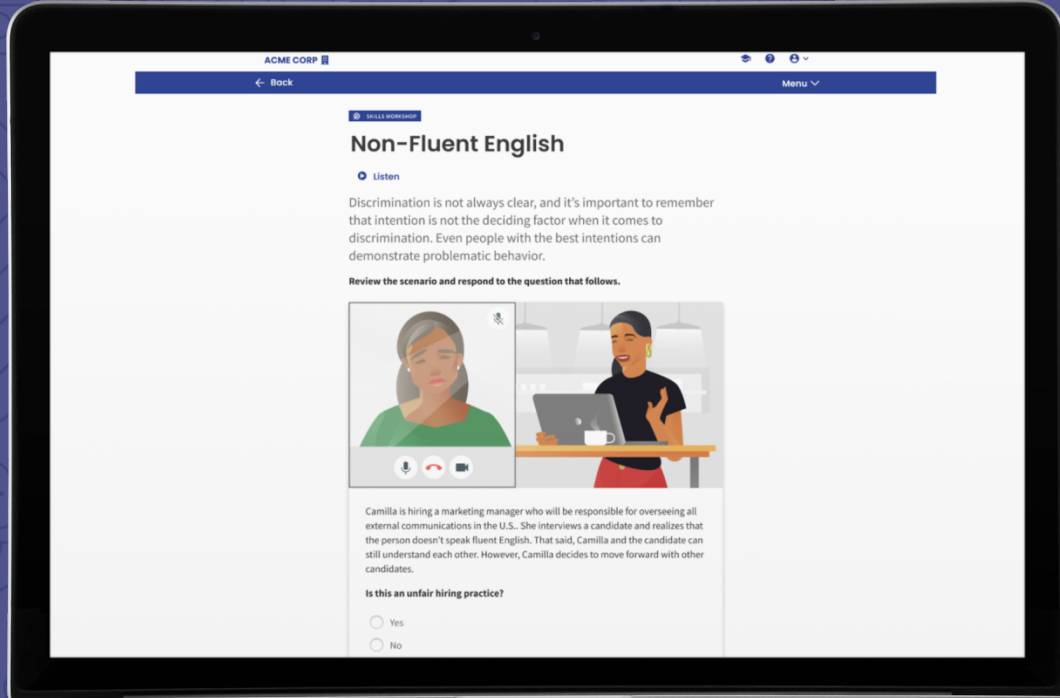 ACME CORP
Back
Menu
SKILLS WORKSHOP
Non-Fluent English
Listen
Discrimination is not always clear, and it's important to remember
that intention is not the deciding factor when it comes to
discrimination. Even people with the best intentions can
demonstrate problematic behavior.
Review the scenario and respond to the question that follows.
Camilla is hiring a marketing manager who will be responsible for overseeing all
external communications in the U.S.. She interviews a candidate and realizes that
the person doesn't speak fluent English. That said, Camilla and the candidate can
still understand each other. However, Camilla decides to move forward with other
candidates.
Is this an unfair hiring practice?
Yes
No